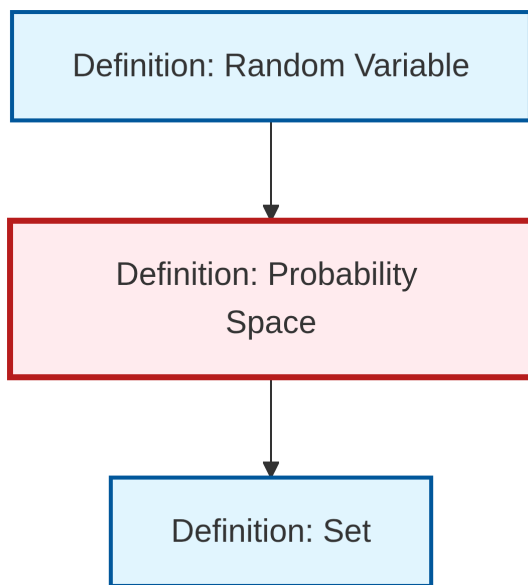 Definition: Random Variable
Definition: Probability
Space
Definition: Set